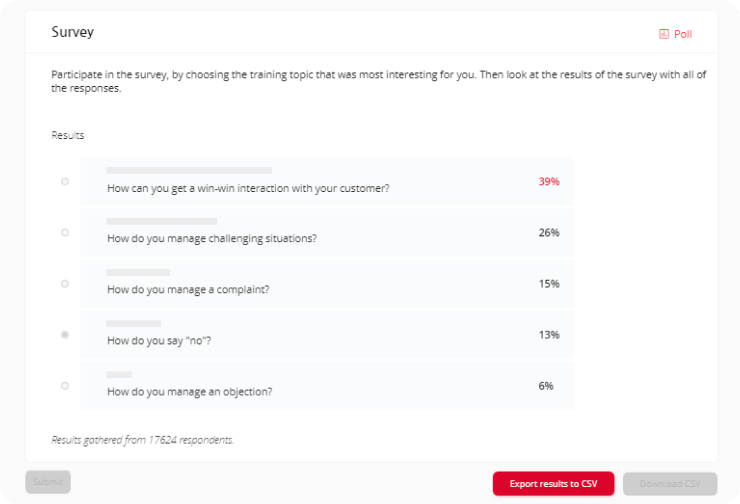 Survey
Poll
Participate in the survey, by choosing the training topic that was most interesting for you. Then look at the results of the survey with all of
the responses.
Results
How can you get a win-win interaction with your customer?
39%
How do you manage challenging situations?
26%
How do you manage a complaint?
15%
How do you say "no"?
13%
How do you manage an objection?
6%
Results gathered from 17624 respondents.
Submit
Export results to CSV
Download CSV